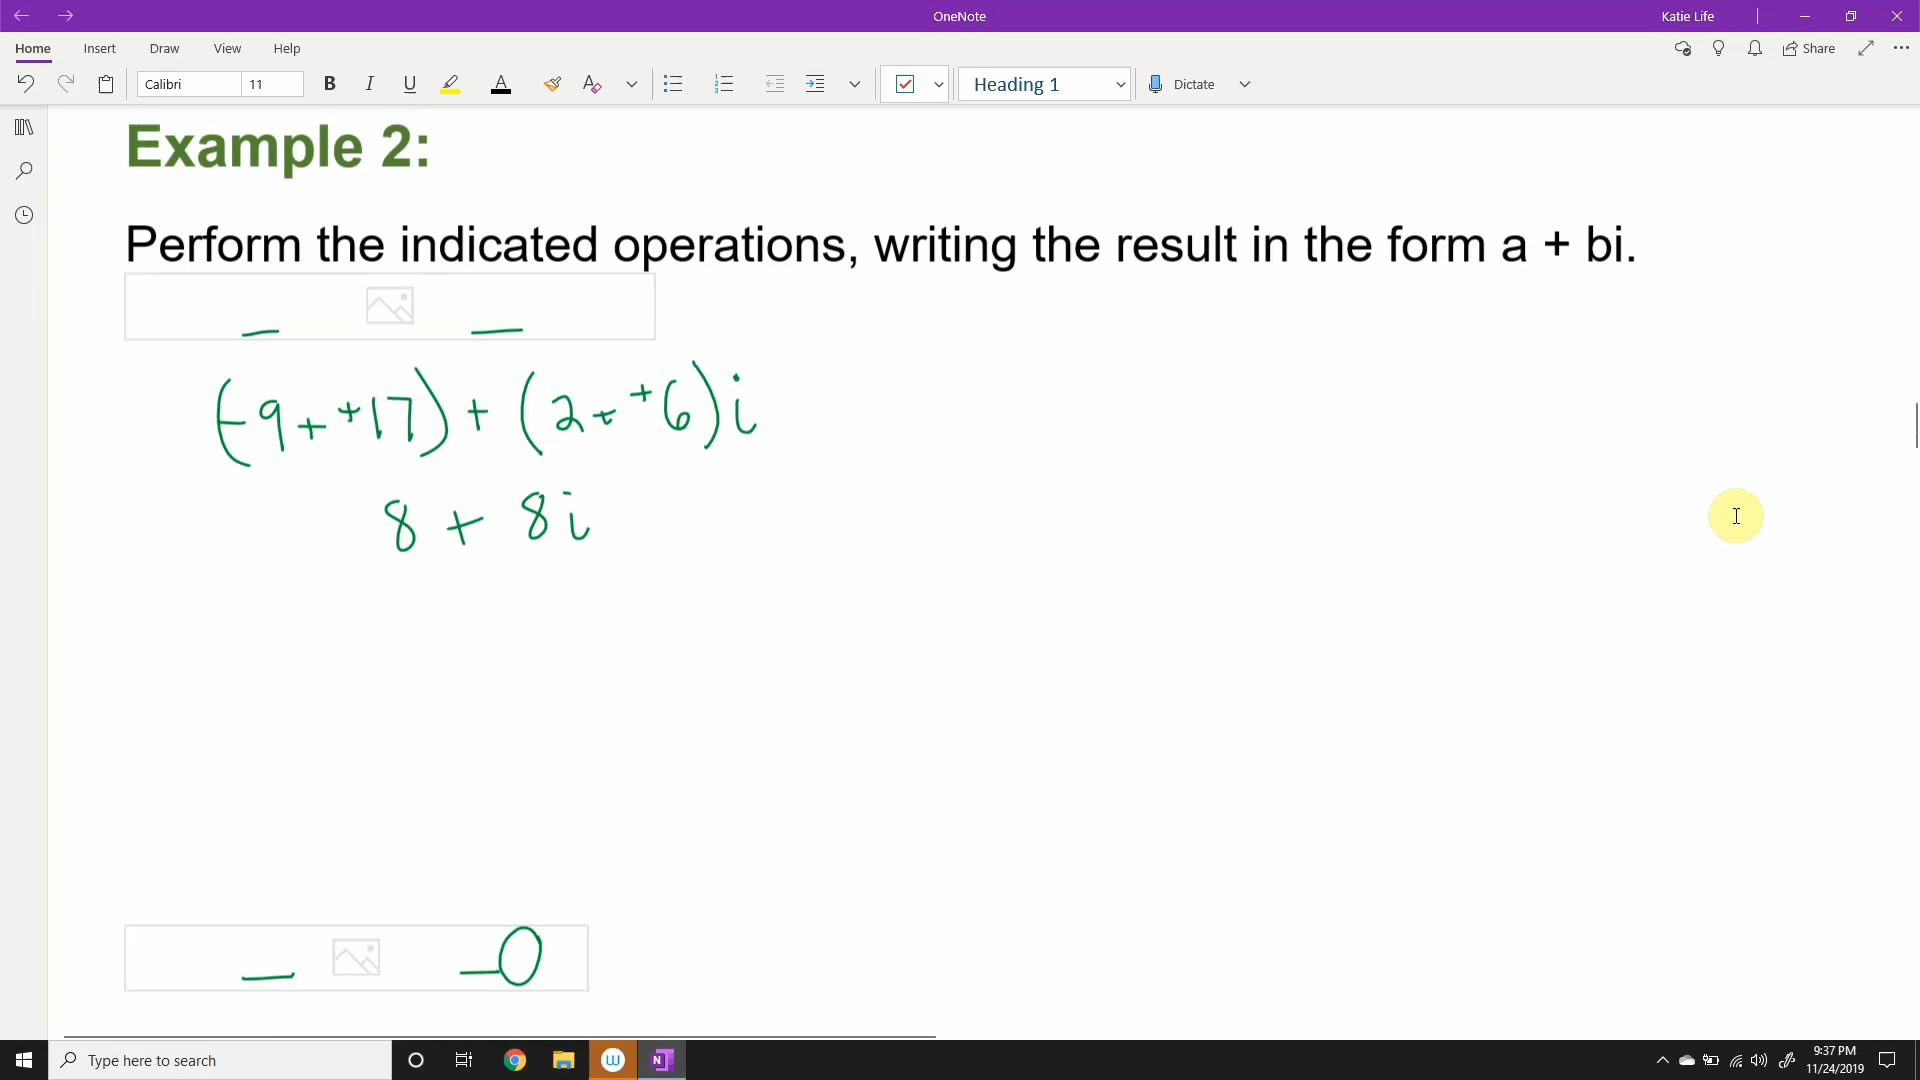 OneNote
Katie Life
Home Insert Draw View Help
Share
Calibri 11 B I U A A Heading 1 Dictate
Example 2:
Perform the indicated operations, writing the result in the form a + bi.
(-9 + +17) + (2 + +6)i
8 + 8i
Type here to search
9:37 PM
11/24/2019